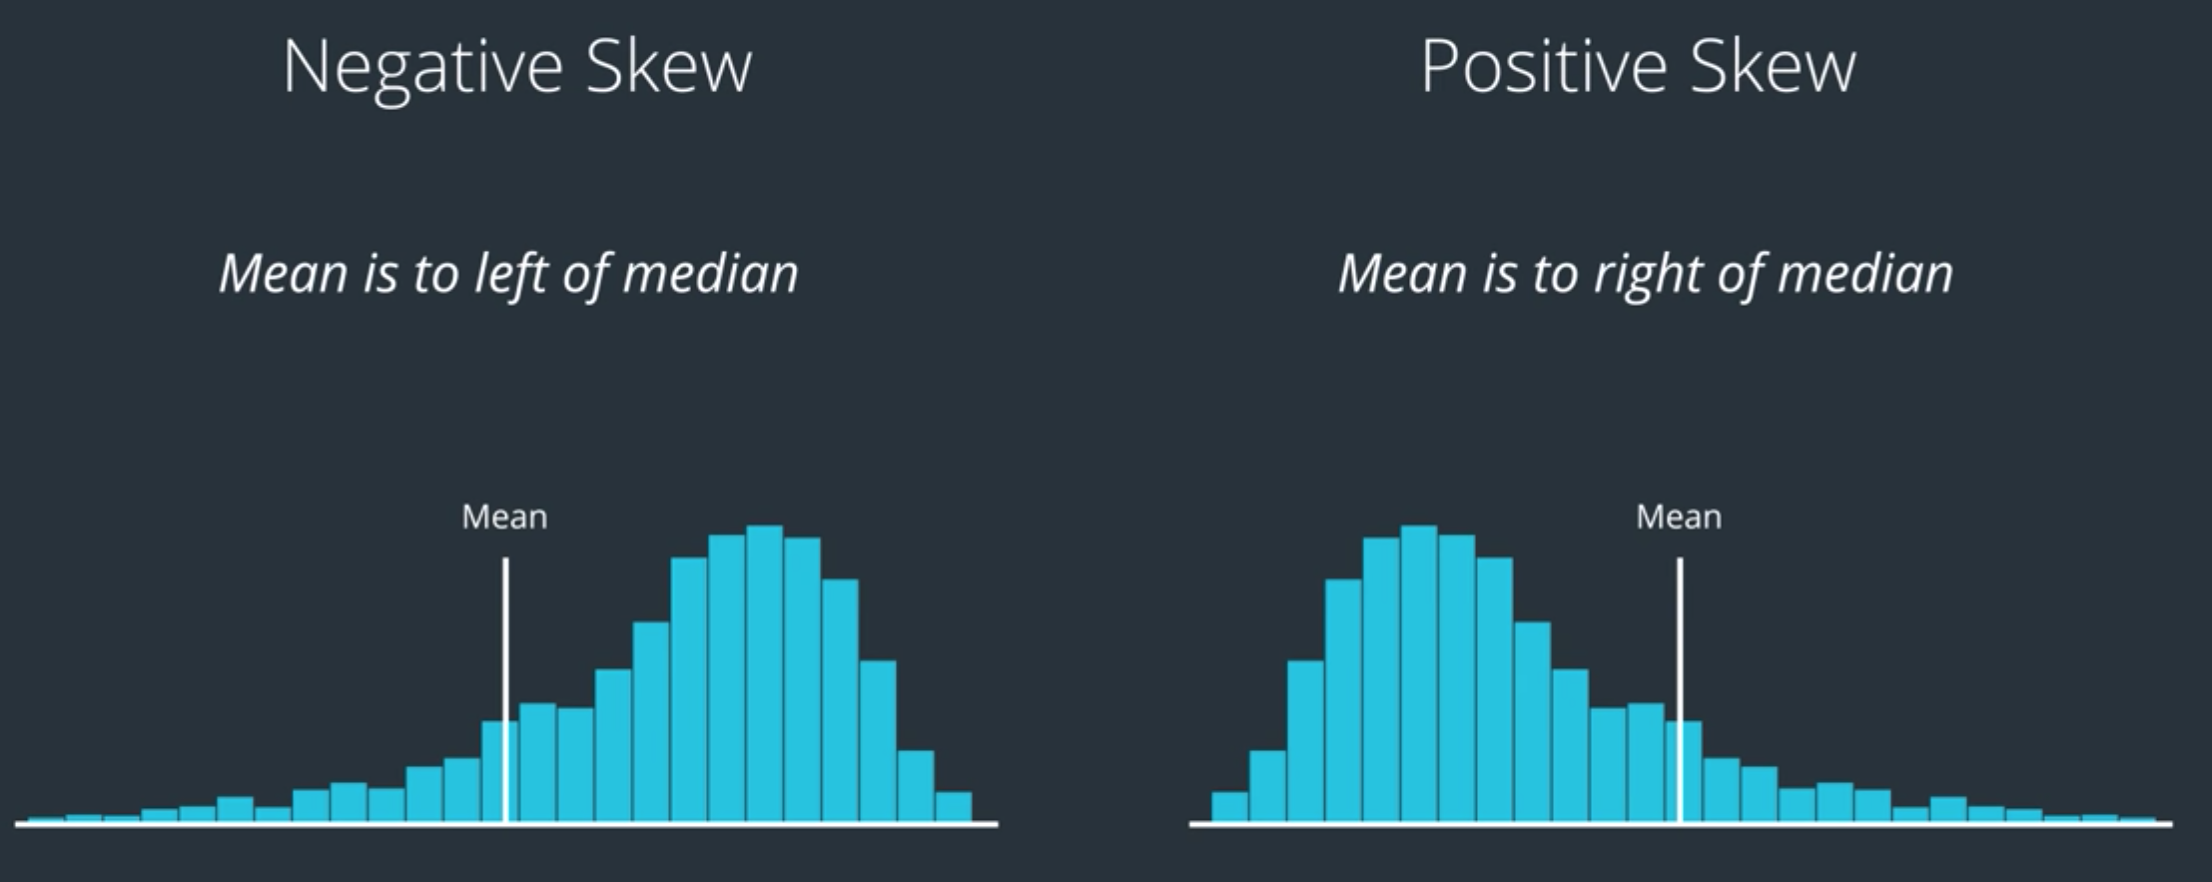 Negative Skew
Positive Skew
Mean is to left of median
Mean is to right of median
Mean
Mean